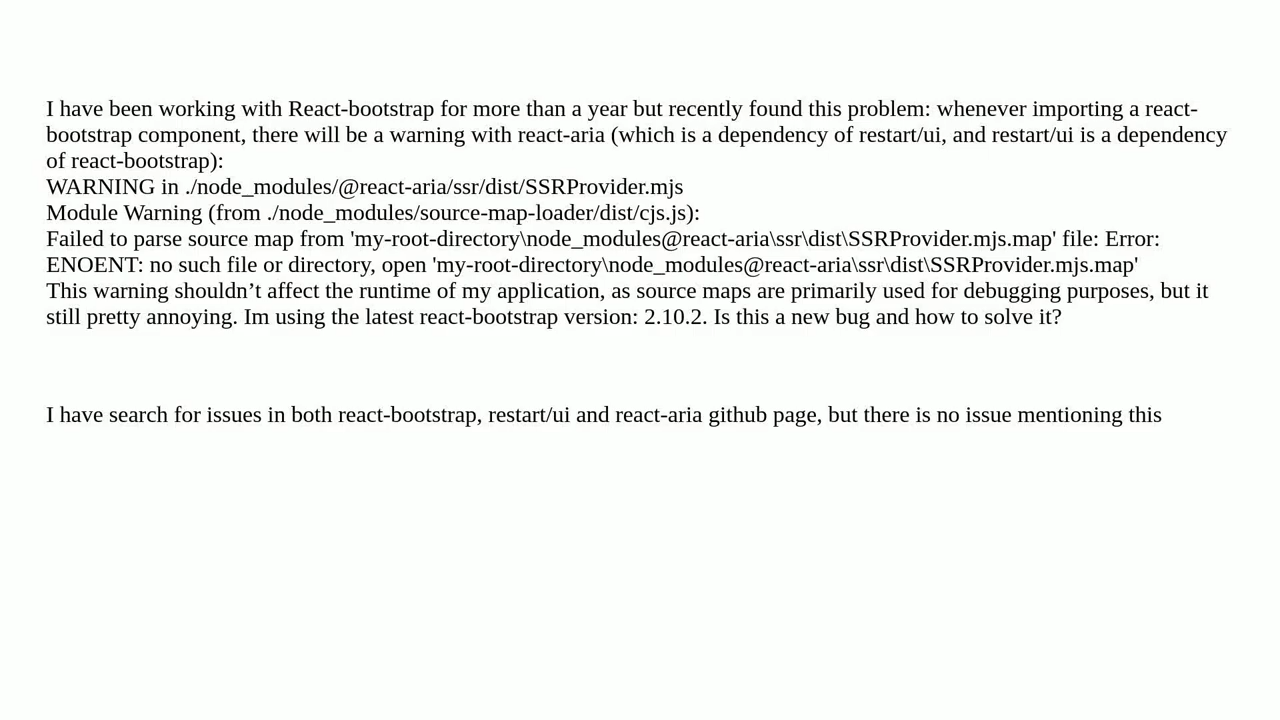 I have been working with React-bootstrap for more than a year but recently found this problem: whenever importing a react-
bootstrap component, there will be a warning with react-aria (which is a dependency of restart/ui, and restart/ui is a dependency
of react-bootstrap):
WARNING in ./node_modules/@react-aria/ssr/dist/SSRProvider.mjs
Module Warning (from ./node_modules/source-map-loader/dist/cjs.js):
Failed to parse source map from 'my-root-directory\node_modules@react-aria\ssr\dist\SSRProvider.mjs.map' file: Error:
ENOENT: no such file or directory, open 'my-root-directory\node_modules@react-aria\ssr\dist\SSRProvider.mjs.map'
This warning shouldn’t affect the runtime of my application, as source maps are primarily used for debugging purposes, but it
still pretty annoying. Im using the latest react-bootstrap version: 2.10.2. Is this a new bug and how to solve it?
I have search for issues in both react-bootstrap, restart/ui and react-aria github page, but there is no issue mentioning this